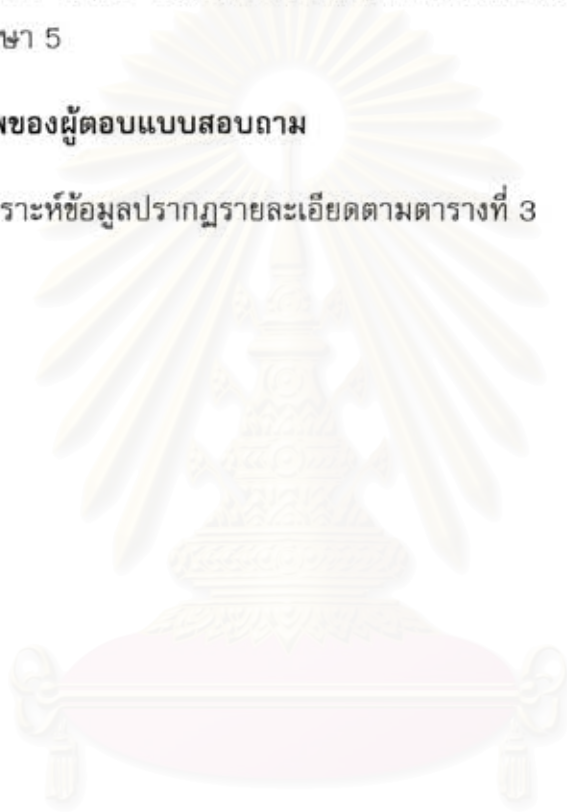 ษา 5
พของผู้ตอบแบบสอบถาม
ราะห์ข้อมูลปรากฏรายละเอียดตามตารางที่ 3